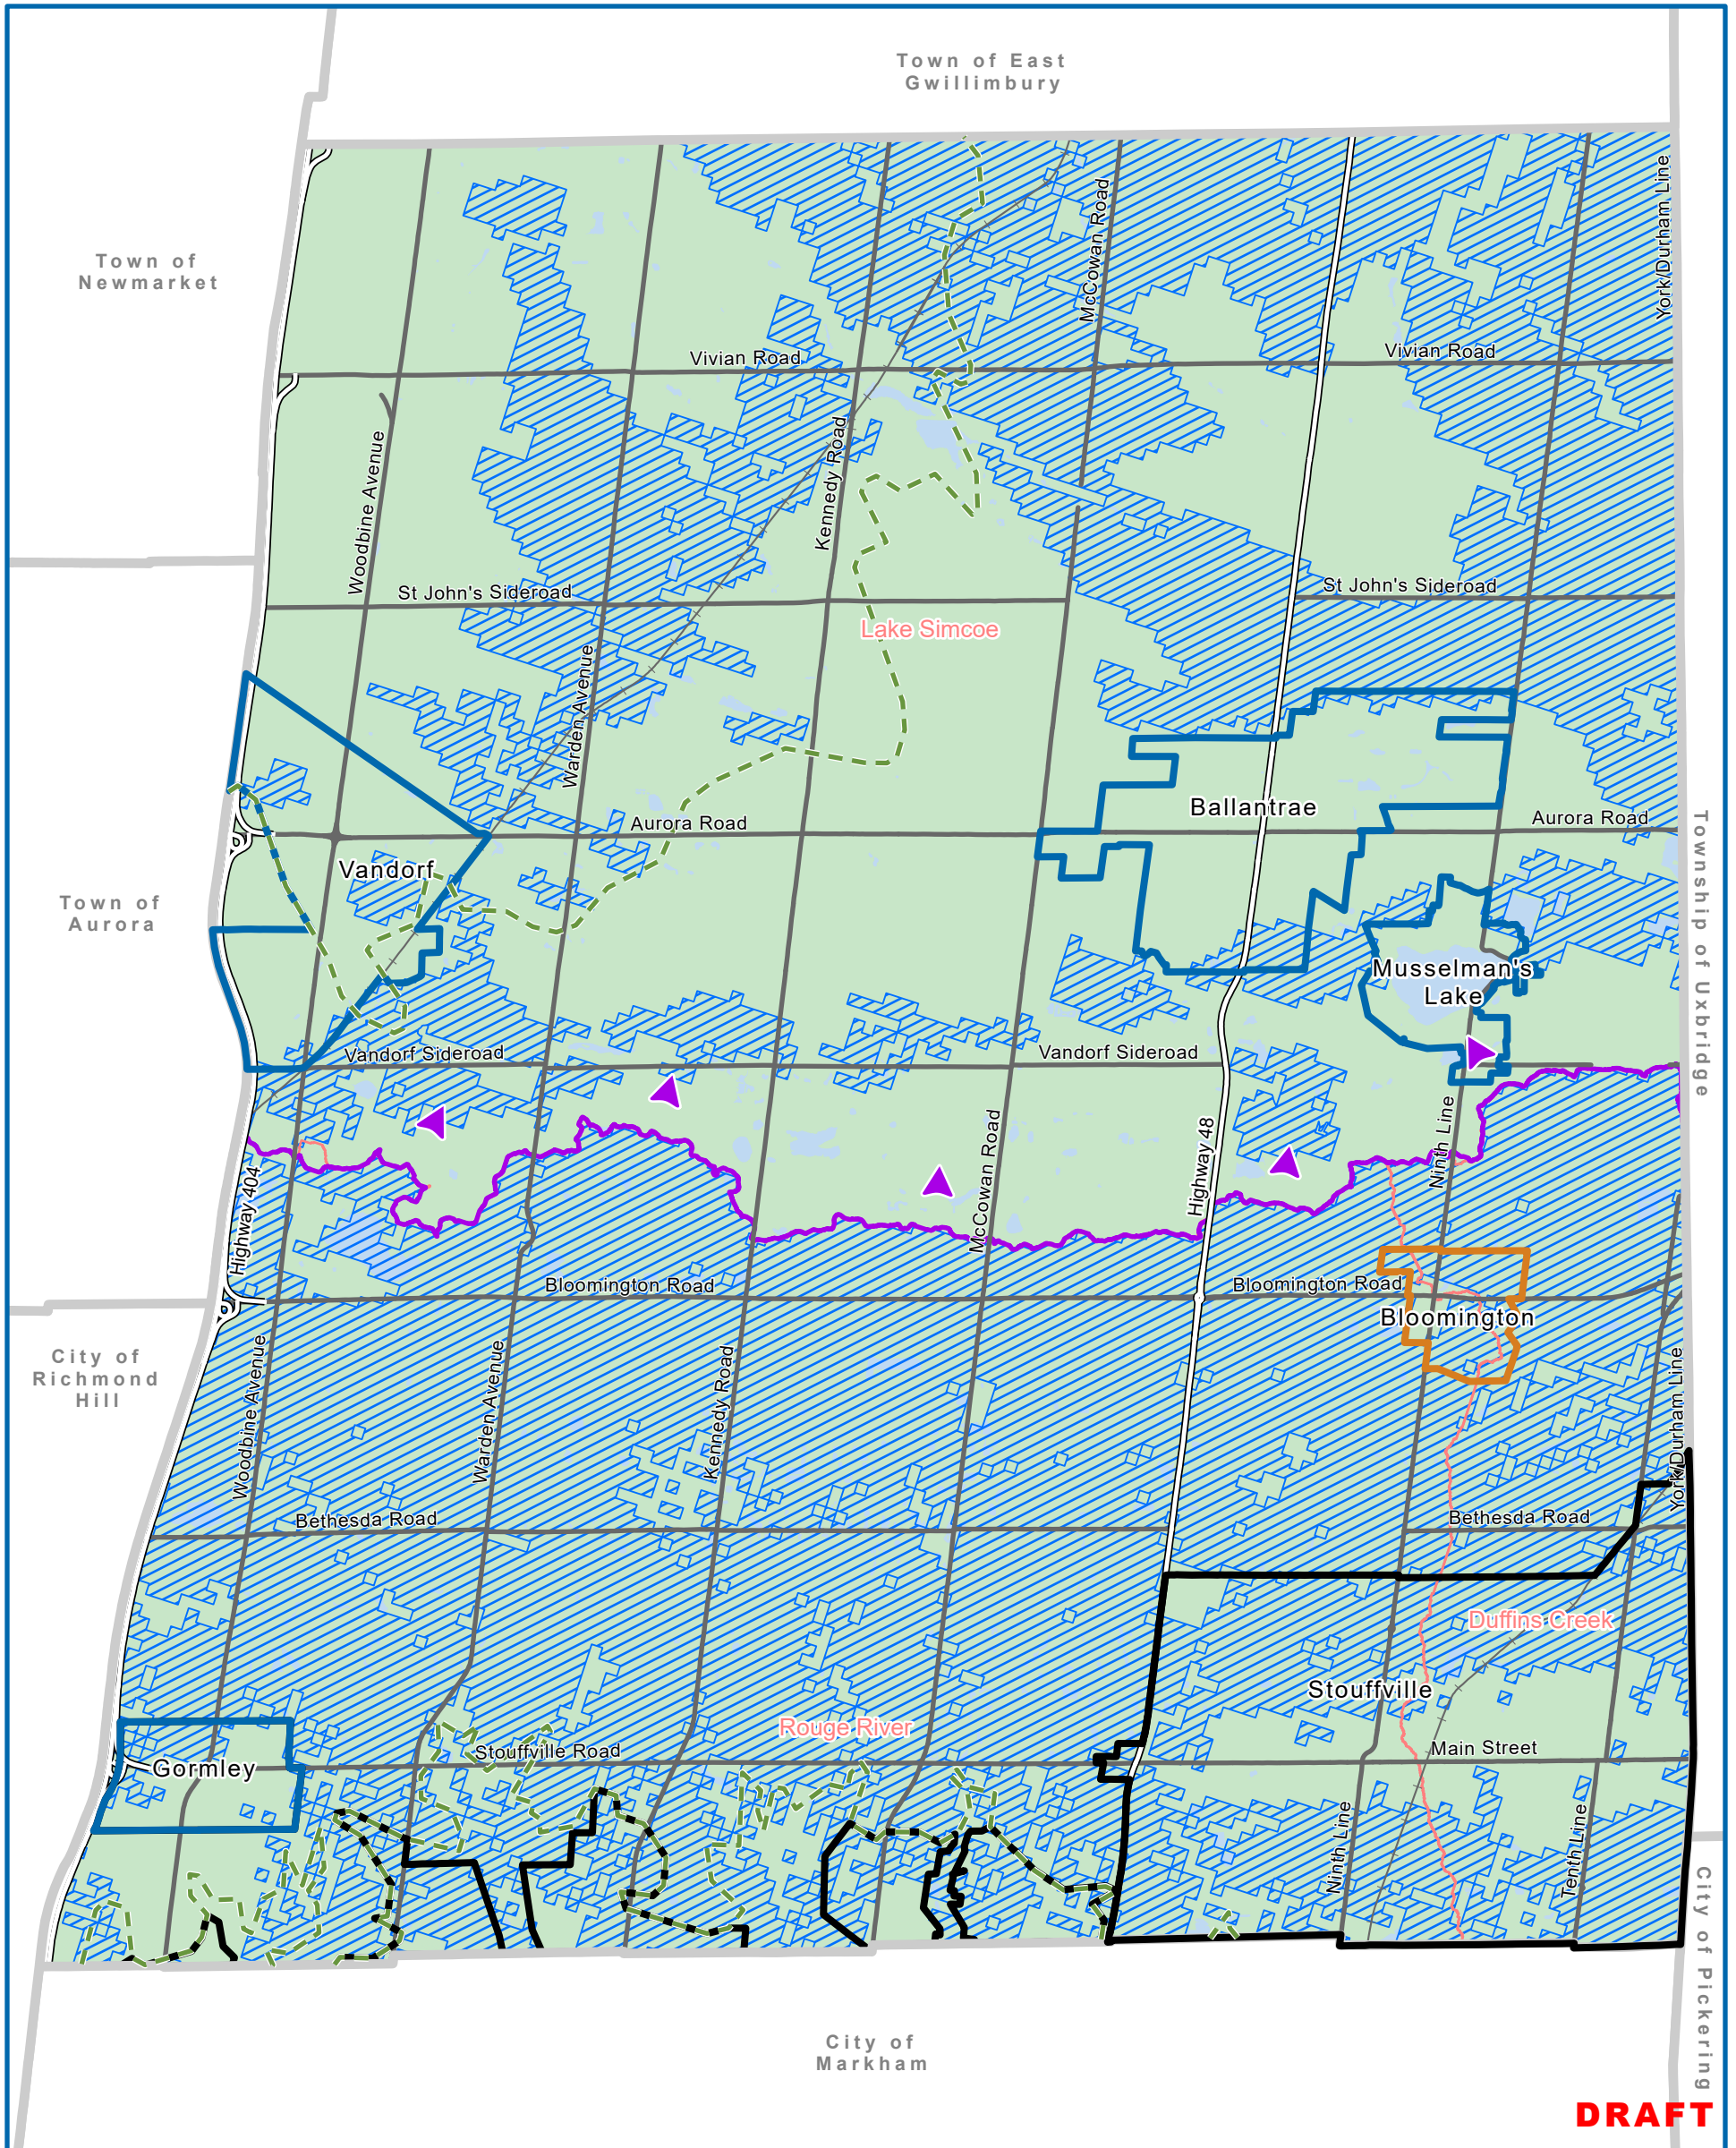 Town of East
Gwillimbury
York/Durham Line
McCowan Road
Town of
Newmarket
Vivian Road
Vivian Road
Kennedy Road
Woodbine Avenue
St John's Sideroad
St John's Sideroad
Lake Simcoe
Warden Avenue
Ballantrae
Aurora Road
Aurora Road
Township of Uxbridge
Vandorf
Town of
Aurora
Musselman's
Lake
Vandorf Sideroad
Vandorf Sideroad
Ninth Line
McCowan Road
Highway 48
Highway 404
Bloomington Road
Bloomington Road
Bloomington
City of
Richmond
Hill
Woodbine Avenue
Warden Avenue
Kennedy Road
York/Durham Line
Bethesda Road
Bethesda Road
Duffins Creek
Stouffville
Rouge River
Stouffville Road
Main Street
Gormley
Ninth Line
Tenth Line
City of Pickering
City of
Markham
DRAFT